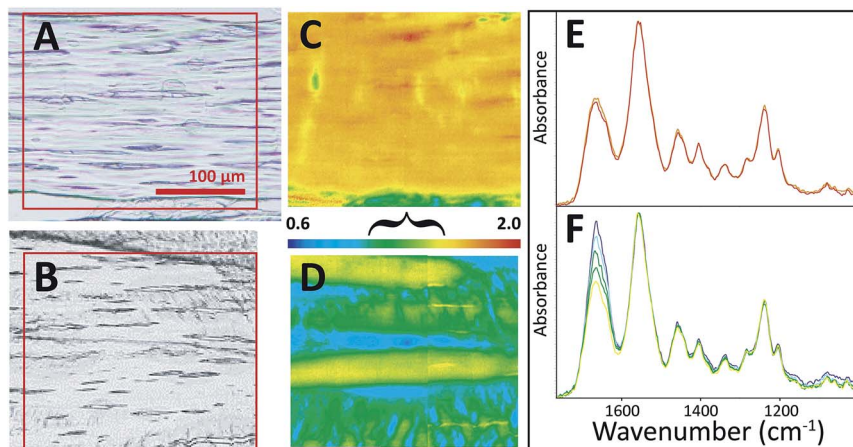 A
100 µm
B
C
0.6
2.0
D
E
Absorbance
F
Absorbance
1600
1400
1200
Wavenumber (cm⁻¹)